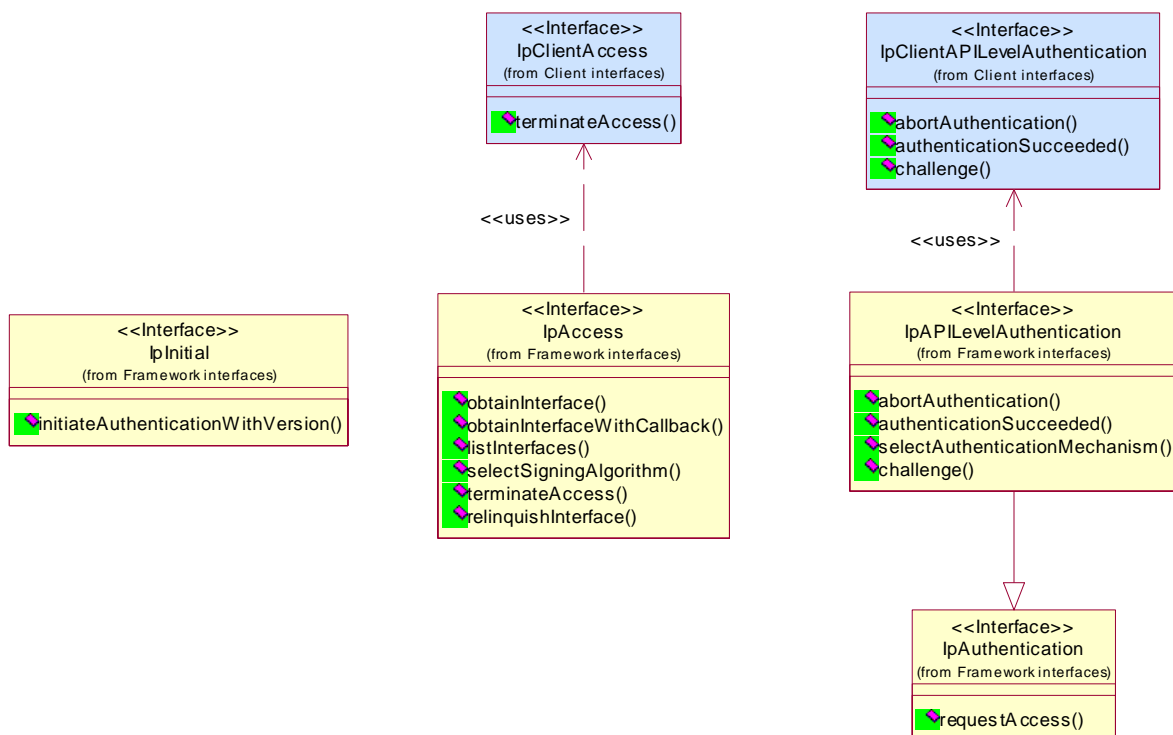 <<Interface>>
IpClientAccess
(from Client interfaces)
terminateAccess()
<<Interface>>
IpClientAPILevelAuthentication
(from Client interfaces)
abortAuthentication()
authenticationSucceeded()
challenge()
<<uses>>
<<uses>>
<<Interface>>
IpInitial
(from Framework interfaces)
initiateAuthenticationWithVersion()
<<Interface>>
IpAccess
(from Framework interfaces)
obtainInterface()
obtainInterfaceWithCallback()
listInterfaces()
selectSigningAlgorithm()
terminateAccess()
relinquishInterface()
<<Interface>>
IpAPILevelAuthentication
(from Framework interfaces)
abortAuthentication()
authenticationSucceeded()
selectAuthenticationMechanism()
challenge()
<<Interface>>
IpAuthentication
(from Framework interfaces)
requestAccess()